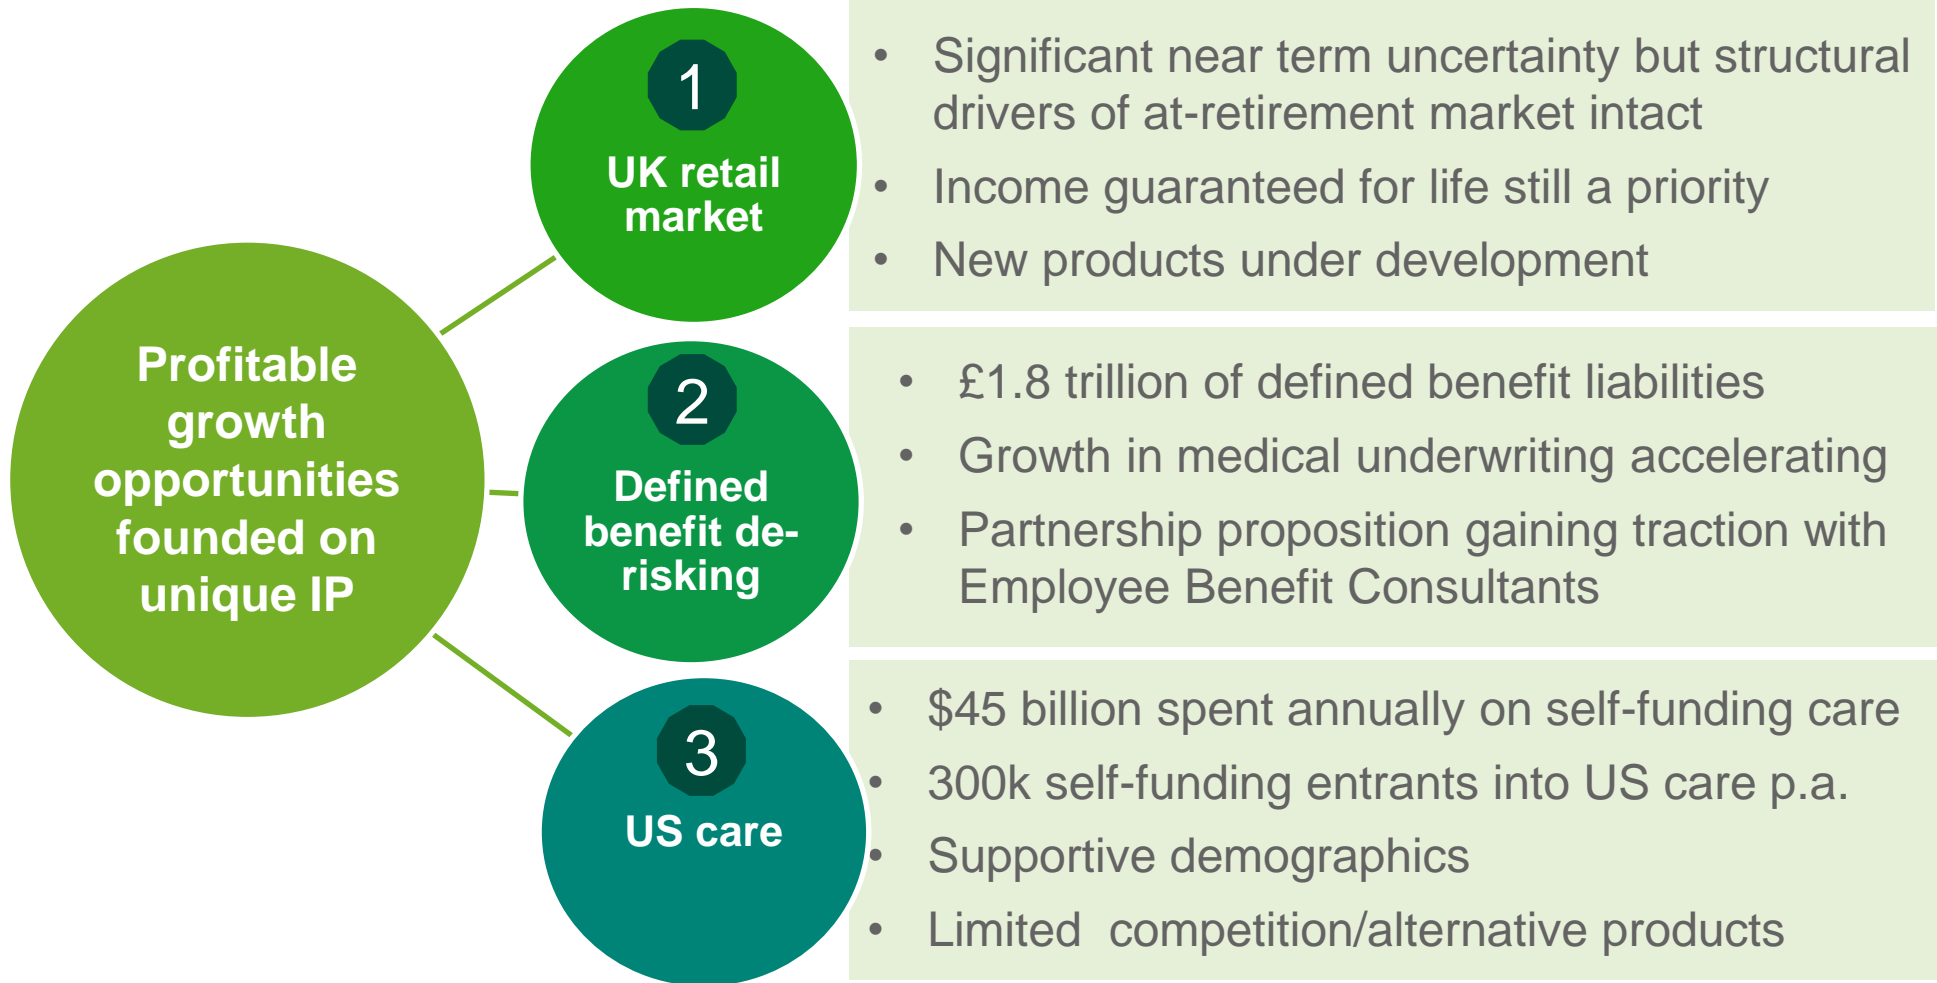 Profitable
growth
opportunities
founded on
unique IP
1
UK retail
market
• Significant near term uncertainty but structural
drivers of at-retirement market intact
• Income guaranteed for life still a priority
• New products under development
2
Defined
benefit de-
risking
• £1.8 trillion of defined benefit liabilities
• Growth in medical underwriting accelerating
• Partnership proposition gaining traction with
Employee Benefit Consultants
3
US care
• $45 billion spent annually on self-funding care
• 300k self-funding entrants into US care p.a.
• Supportive demographics
• Limited  competition/alternative products